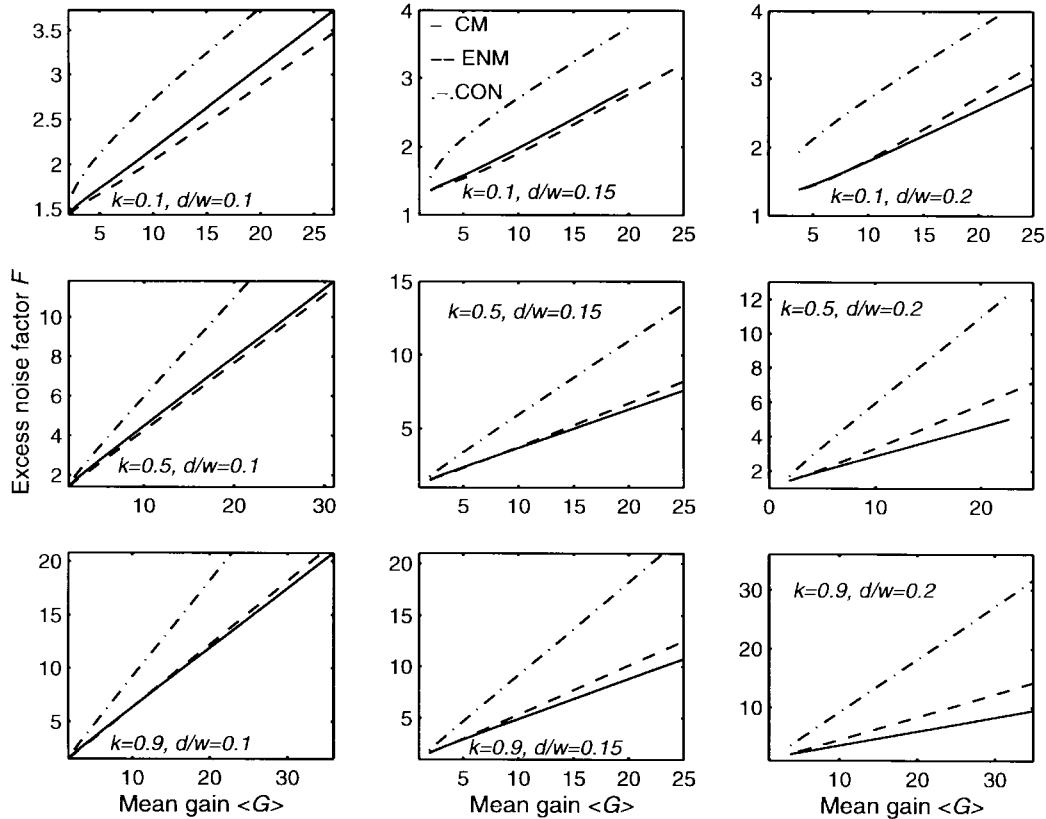 3.5
3
2.5
2
1.5
5 10 15 20 25
k=0.1, d/w=0.1
4
3
2
1
5 10 15 20 25
CM
ENM
CON
k=0.1, d/w=0.15
4
3
2
1
5 10 15 20 25
k=0.1, d/w=0.2
Excess noise factor F
10
8
6
4
2
10 20 30
k=0.5, d/w=0.1
15
10
5
5 10 15 20 25
k=0.5, d/w=0.15
12
10
8
6
4
2
0 10 20
k=0.5, d/w=0.2
20
15
10
5
10 20 30
k=0.9, d/w=0.1
Mean gain <G>
20
15
10
5
5 10 15 20 25
k=0.9, d/w=0.15
Mean gain <G>
30
20
10
10 20 30
k=0.9, d/w=0.2
Mean gain <G>